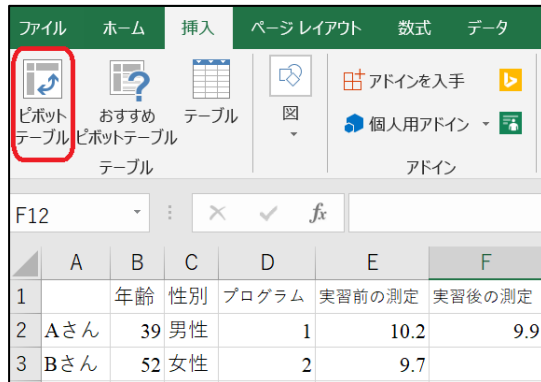 ファイル ホーム 挿入 ページ レイアウト 数式 データ
ピボット
テーブル
おすすめ
ピボットテーブル
テーブル
図
アドインを入手
個人用アドイン
テーブル
アドイン
F12 fx
A B C D E F
1 年齢 性別 プログラム 実習前の測定 実習後の測定
2 Aさん 39 男性 1 10.2 9.9
3 Bさん 52 女性 2 9.7